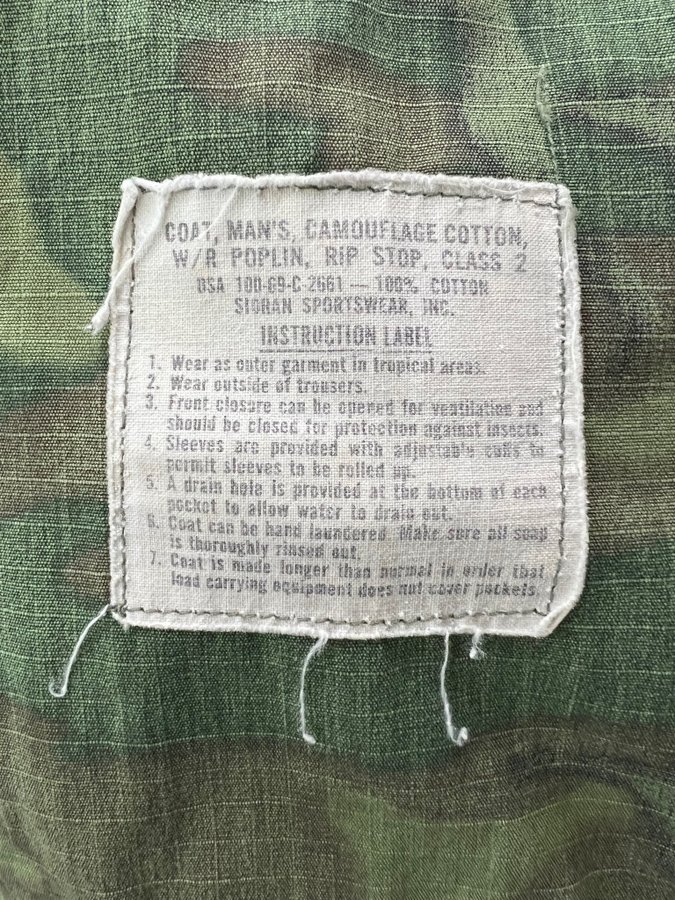 COAT, MAN'S, CAMOUFLAGE COTTON,
W/R POPLIN, RIP STOP, CLASS 2
DSA 100-69-C-2661 — 100% COTTON
SIGRAN SPORTSWEAR, INC.
INSTRUCTION LABEL
1. Wear as outer garment in tropical areas.
2. Wear outside of trousers.
3. Front closure can be opened for ventilation and
should be closed for protection against insects.
4. Sleeves are provided with adjustable cuffs to
permit sleeves to be rolled up.
5. A drain hole is provided at the bottom of each
pocket to allow water to drain out.
6. Coat can be hand laundered. Make sure all soap
is thoroughly rinsed out.
7. Coat is made longer than normal in order that
load carrying equipment does not cover pockets.